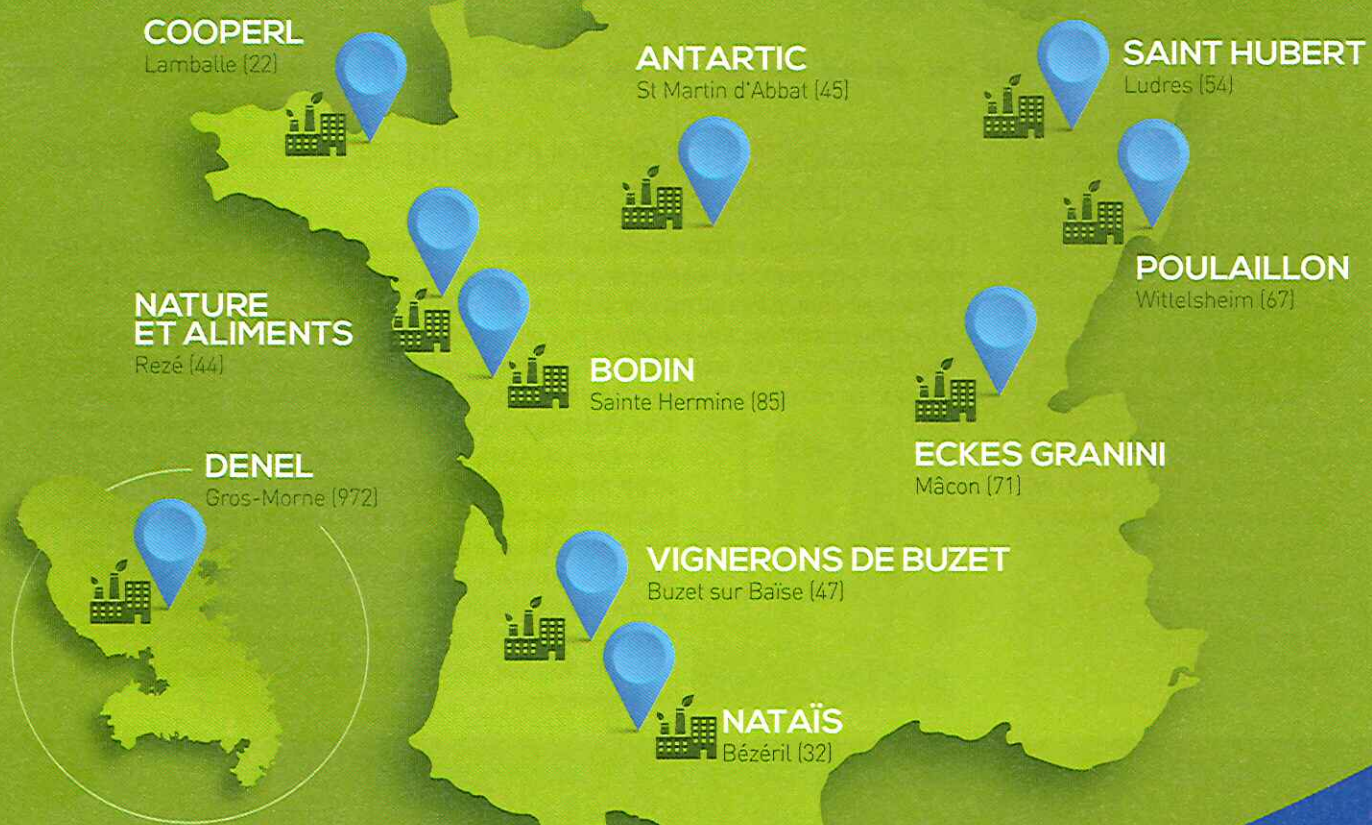 COOPERL
Lamballe (22)
ANTARTIC
St Martin d'Abbat (45)
SAINT HUBERT
Ludres (54)
POULAILLON
Wittelsheim (67)
NATURE
ET ALIMENTS
Rezé (44)
BODIN
Sainte Hermine (85)
ECKES GRANINI
Mâcon (71)
DENEL
Gros-Morne (972)
VIGNERONS DE BUZET
Buzet sur Baïse (47)
NATAÏS
Bézéril (32)